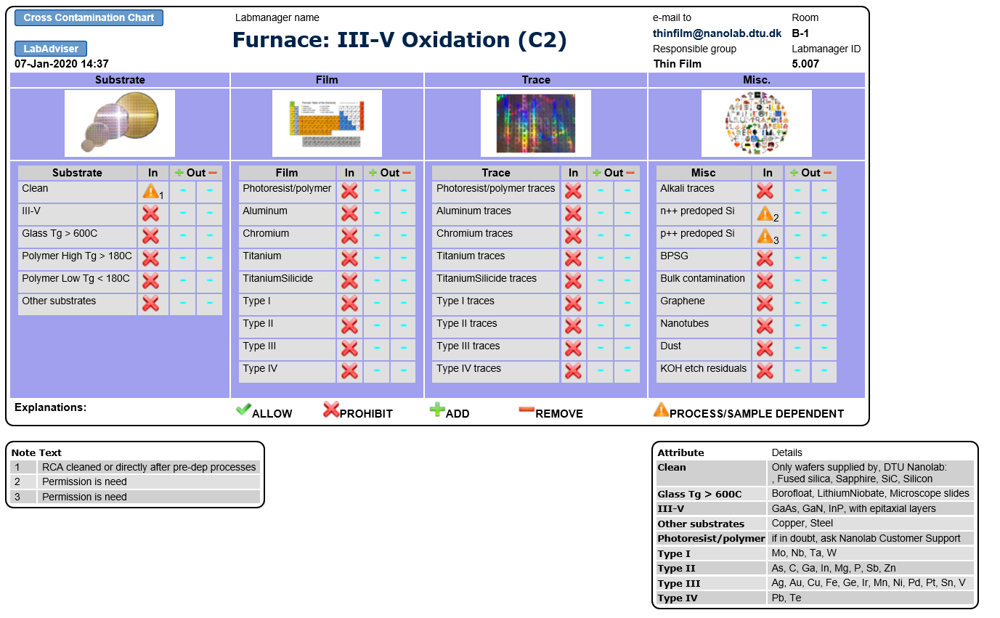 Cross Contamination Chart
Labmanager name
e-mail to Room
Furnace: III-V Oxidation (C2)
thinfilm@nanolab.dtu.dk B-1
LabAdviser
Responsible group Labmanager ID
07-Jan-2020 14:37
Thin Film 5.007
Substrate Film Trace Misc.
Substrate In Out Film In Out Trace In Out Misc In Out
Clean 1 Photoresist/polymer Photoresist/polymer traces Alkali traces
III-V Aluminum Aluminum traces n++ predoped Si 2
Glass Tg > 600C Chromium Chromium traces p++ predoped Si 3
Polymer High Tg > 180C Titanium Titanium traces BPSG
Polymer Low Tg < 180C TitaniumSilicide TitaniumSilicide traces Bulk contamination
Other substrates Type I Type I traces Graphene
Type II Type II traces Nanotubes
Type III Type III traces Dust
Type IV Type IV traces KOH etch residuals
Explanations: ALLOW PROHIBIT ADD REMOVE PROCESS/SAMPLE DEPENDENT
Note Text
1 RCA cleaned or directly after pre-dep processes
2 Permission is need
3 Permission is need
Attribute Details
Clean Only wafers supplied by, DTU Nanolab:
, Fused silica, Sapphire, SiC, Silicon
Glass Tg > 600C Borofloat, LithiumNiobate, Microscope slides
III-V GaAs, GaN, InP, with epitaxial layers
Other substrates Copper, Steel
Photoresist/polymer if in doubt, ask Nanolab Customer Support
Type I Mo, Nb, Ta, W
Type II As, C, Ga, In, Mg, P, Sb, Zn
Type III Ag, Au, Cu, Fe, Ge, Ir, Mn, Ni, Pd, Pt, Sn, V
Type IV Pb, Te